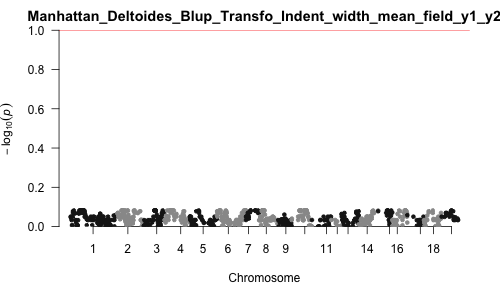 Manhattan_Deltoides_Blup_Transfo_Indent_width_mean_field_y1_y2
1.0
0.8
0.6
0.4
0.2
0.0
− log10(p)
1 2 3 4 5 6 7 8 9 11 14 16 18
Chromosome